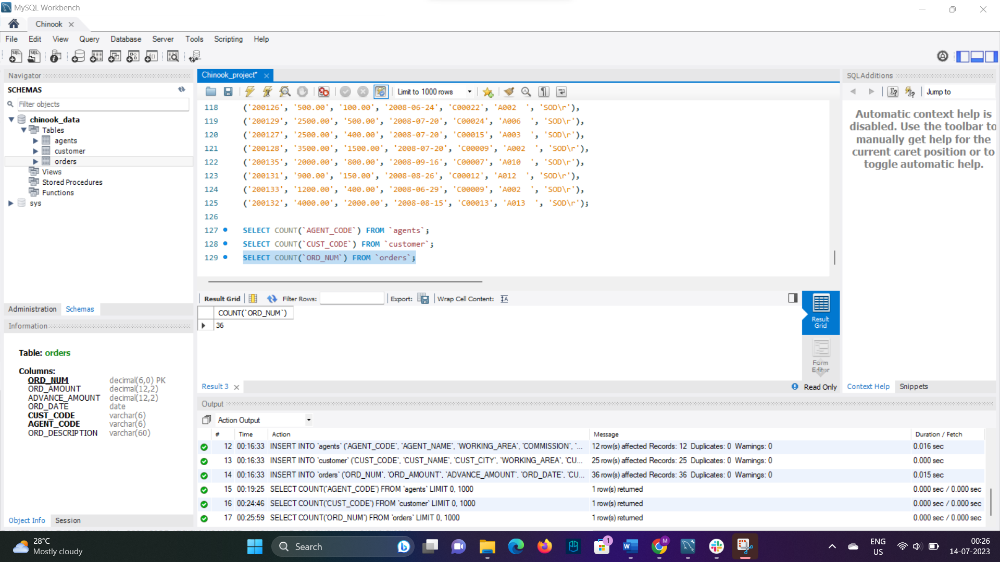 MySQL Workbench
Chinook
File Edit View Query Database Server Tools Scripting Help
Navigator
SCHEMAS
Filter objects
chinook_data
Tables
agents
customer
orders
Views
Stored Procedures
Functions
sys
Administration Schemas
Information
Table: orders
Columns:
ORD_NUM decimal(6,0) PK
ORD_AMOUNT decimal(12,2)
ADVANCE_AMOUNT decimal(12,2)
ORD_DATE date
CUST_CODE varchar(6)
AGENT_CODE varchar(6)
ORD_DESCRIPTION varchar(60)
Object Info Session
Chinook_project*
Limit to 1000 rows
118 ('200126', '500.00', '100.00', '2008-06-24', 'C00022', 'A002  ', 'SOD\r'),
119 ('200129', '2500.00', '500.00', '2008-07-20', 'C00024', 'A006  ', 'SOD\r'),
120 ('200127', '2500.00', '400.00', '2008-07-20', 'C00015', 'A003  ', 'SOD\r'),
121 ('200128', '3500.00', '1500.00', '2008-07-20', 'C00009', 'A002  ', 'SOD\r'),
122 ('200135', '2000.00', '800.00', '2008-09-16', 'C00007', 'A010  ', 'SOD\r'),
123 ('200131', '900.00', '150.00', '2008-08-26', 'C00012', 'A012  ', 'SOD\r'),
124 ('200133', '1200.00', '400.00', '2008-06-29', 'C00009', 'A002  ', 'SOD\r'),
125 ('200132', '4000.00', '2000.00', '2008-08-15', 'C00013', 'A013  ', 'SOD\r');
126
127 SELECT COUNT(`AGENT_CODE`) FROM `agents`;
128 SELECT COUNT(`CUST_CODE`) FROM `customer`;
129 SELECT COUNT(`ORD_NUM`) FROM `orders`;
Result Grid Filter Rows: Export: Wrap Cell Content:
COUNT(`ORD_NUM`)
36
Result Grid
Form Editor
Result 3
Read Only
Output
Action Output
# Time Action Message Duration / Fetch
12 00:16:33 INSERT INTO `agents` (`AGENT_CODE`, `AGENT_NAME`, `WORKING_AREA`, `COMMISSION`, `... 12 row(s) affected Records: 12 Duplicates: 0 Warnings: 0 0.016 sec
13 00:16:33 INSERT INTO `customer` (`CUST_CODE`, `CUST_NAME`, `CUST_CITY`, `WORKING_AREA`, `CU... 25 row(s) affected Records: 25 Duplicates: 0 Warnings: 0 0.000 sec
14 00:16:33 INSERT INTO `orders` (`ORD_NUM`, `ORD_AMOUNT`, `ADVANCE_AMOUNT`, `ORD_DATE`, `CU... 36 row(s) affected Records: 36 Duplicates: 0 Warnings: 0 0.015 sec
15 00:19:25 SELECT COUNT(`AGENT_CODE`) FROM `agents` LIMIT 0, 1000 1 row(s) returned 0.000 sec / 0.000 sec
16 00:24:46 SELECT COUNT(`CUST_CODE`) FROM `customer` LIMIT 0, 1000 1 row(s) returned 0.000 sec / 0.000 sec
17 00:25:59 SELECT COUNT(`ORD_NUM`) FROM `orders` LIMIT 0, 1000 1 row(s) returned 0.000 sec / 0.000 sec
SQLAdditions
Jump to
Automatic context help is
disabled. Use the toolbar to
manually get help for the
current caret position or to
toggle automatic help.
Context Help Snippets
28°C
Mostly cloudy
Search
1
M
ENG
US
00:26
14-07-2023